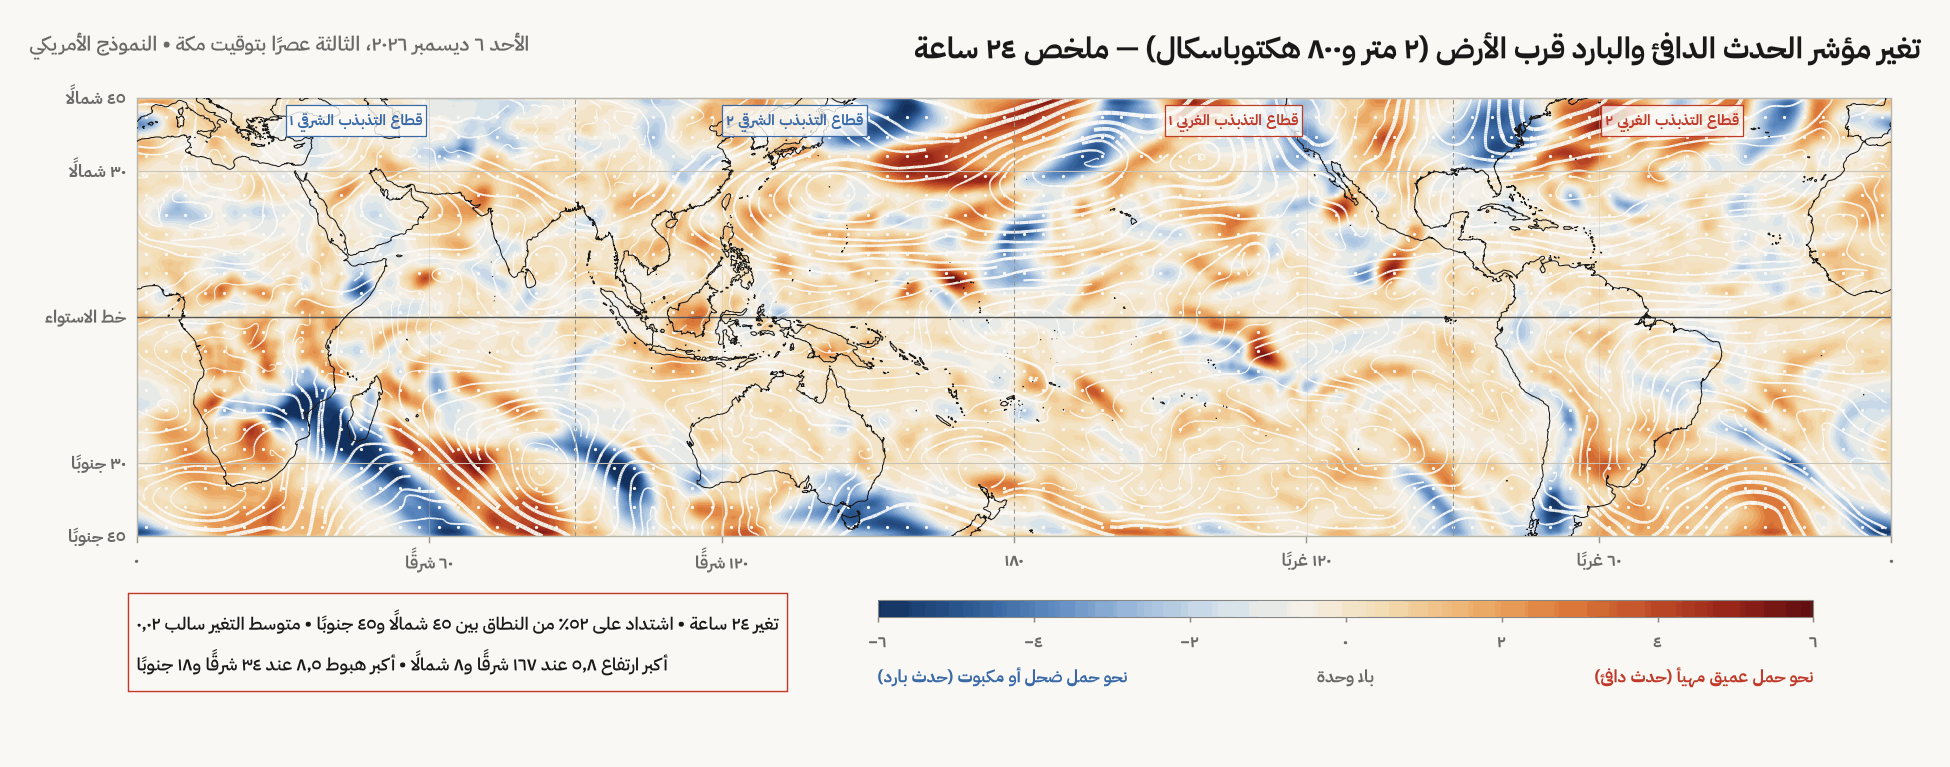 تغير مؤشر الحدث الدافئ والبارد قرب الأرض (٢ متر و٨٠٠ هكتوباسكال) — ملخص ٢٤ ساعة
الأحد ٦ ديسمبر ٢٠٢٦، الثالثة عصرًا بتوقيت مكة • النموذج الأمريكي
قطاع التذبذب الشرقي ١
قطاع التذبذب الشرقي ٢
قطاع التذبذب الغربي ١
قطاع التذبذب الغربي ٢
٤٥ شمالًا
٣٠ شمالًا
خط الاستواء
٣٠ جنوبًا
٤٥ جنوبًا
٠
٦٠ شرقًا
١٢٠ شرقًا
١٨٠
١٢٠ غربًا
٦٠ غربًا
٠
تغير ٢٤ ساعة • اشتداد على ٥٢٪ من النطاق بين ٤٥ شمالًا و٤٥ جنوبًا • متوسط التغير سالب ٠,٠٢
أكبر ارتفاع ٥,٨ عند ١٦٧ شرقًا و٨ شمالًا • أكبر هبوط ٨,٥ عند ٣٤ شرقًا و١٨ جنوبًا
−٦
−٤
−٢
٠
٢
٤
٦
نحو حمل عميق مهيأ (حدث دافئ)
بلا وحدة
نحو حمل ضحل أو مكبوت (حدث بارد)